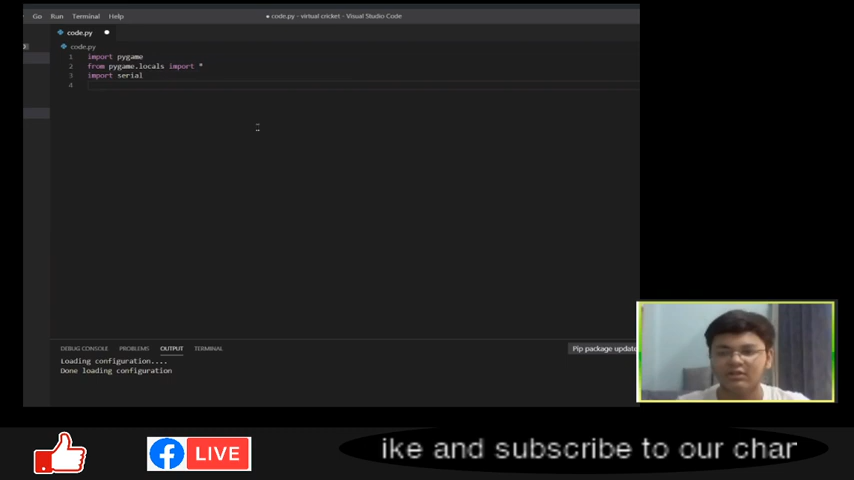 Go Run Terminal Help ● code.py - virtual cricket - Visual Studio Code
code.py ●
code.py
1 import pygame
2 from pygame.locals import *
3 import serial
4
DEBUG CONSOLE PROBLEMS OUTPUT TERMINAL
Pip package update
Loading configuration....
Done loading configuration
LIVE
ike and subscribe to our char